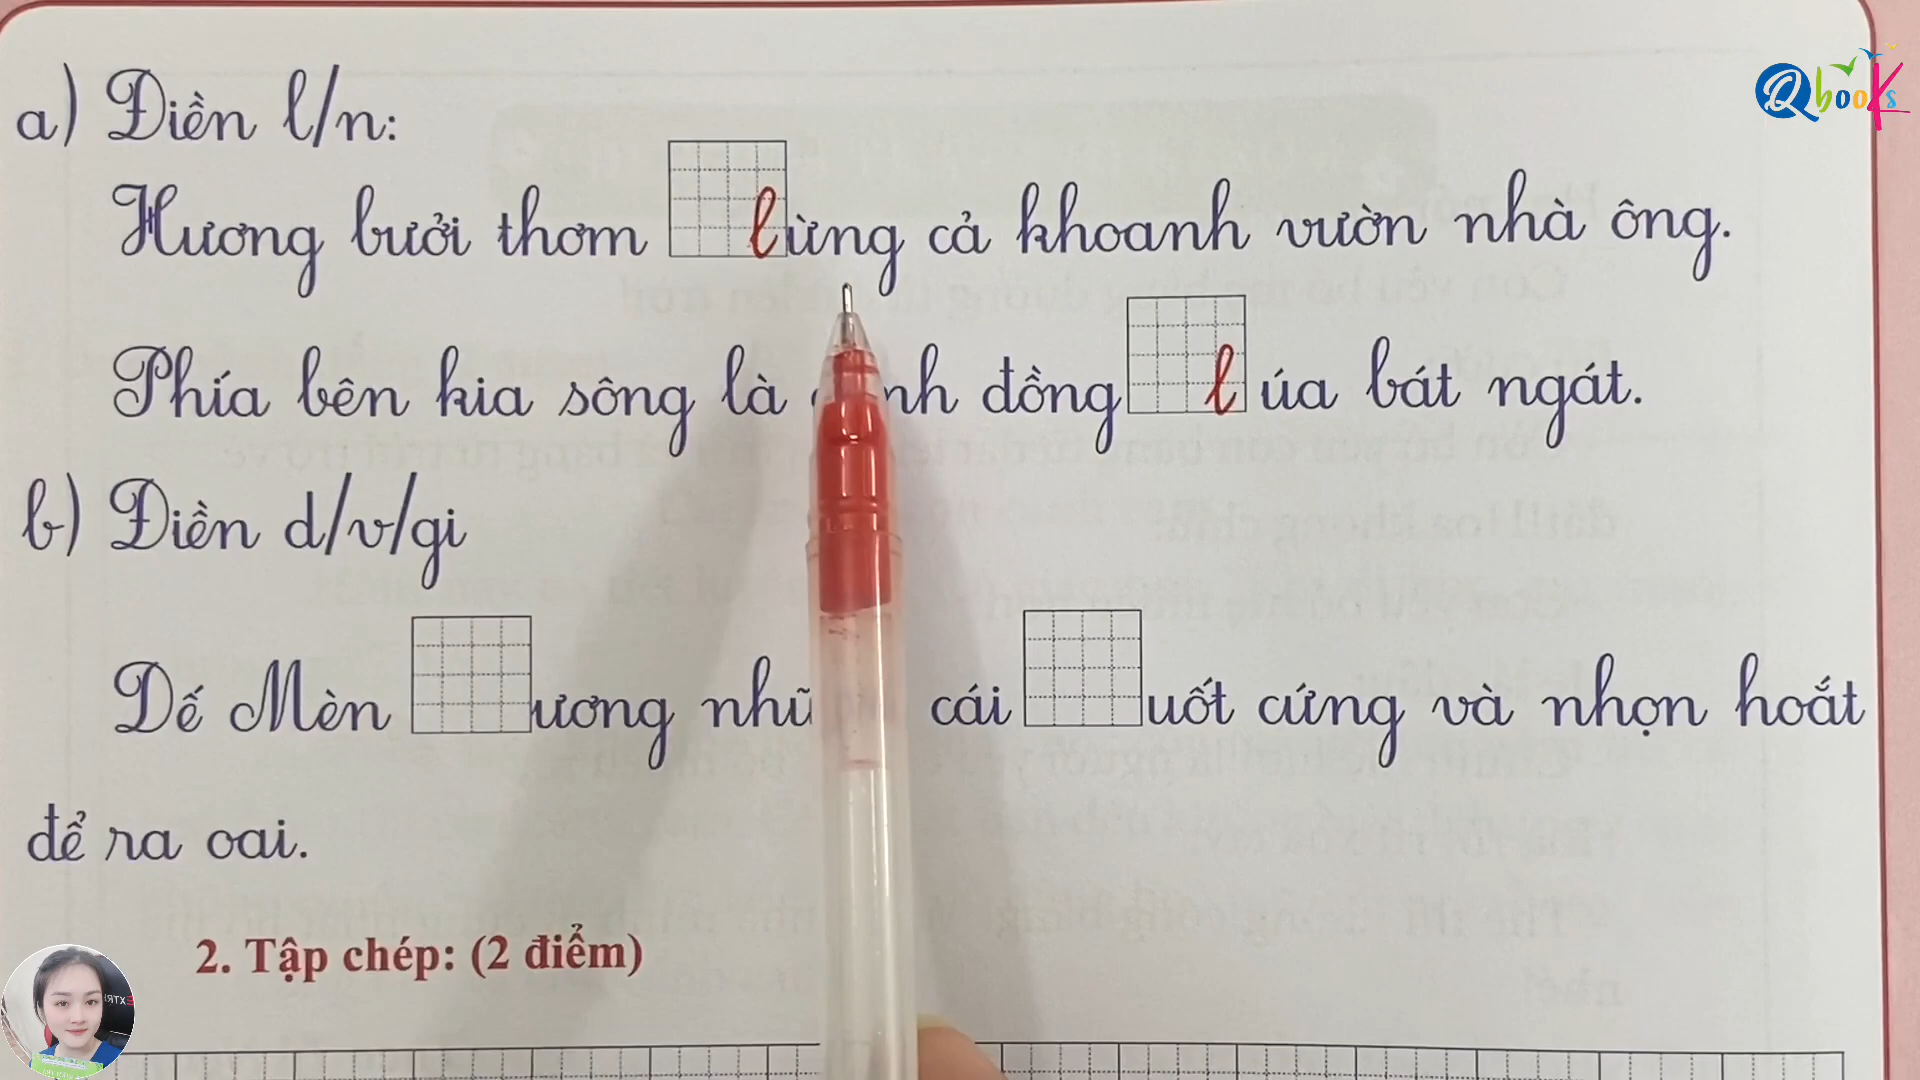 Qbooks
a) Điền l/n:
Hương bưởi thơm lừng cả khoanh vườn nhà ông.
Phía bên kia sông là nh đồng lúa bát ngát.
b) Điền d/v/gi
Dế Mèn ương nhữ cái uốt cứng và nhọn hoắt
để ra oai.
2. Tập chép: (2 điểm)